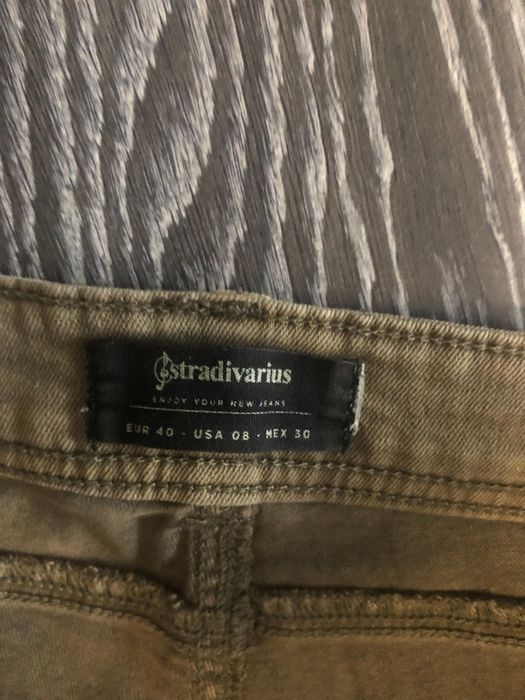 stradivarius
ENJOY YOUR NEW JEANS
EUR 40 - USA 08 - MEX 30